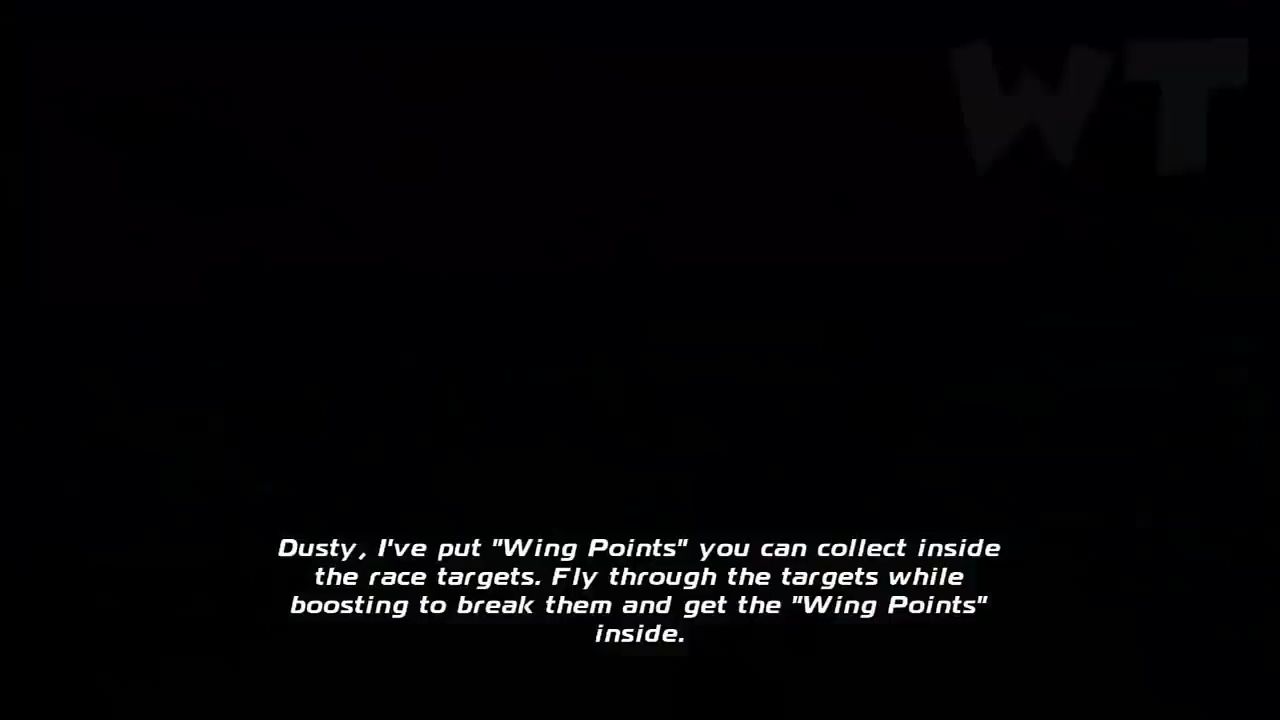 WT
Dusty, I've put "Wing Points" you can collect inside
the race targets. Fly through the targets while
boosting to break them and get the "Wing Points"
inside.